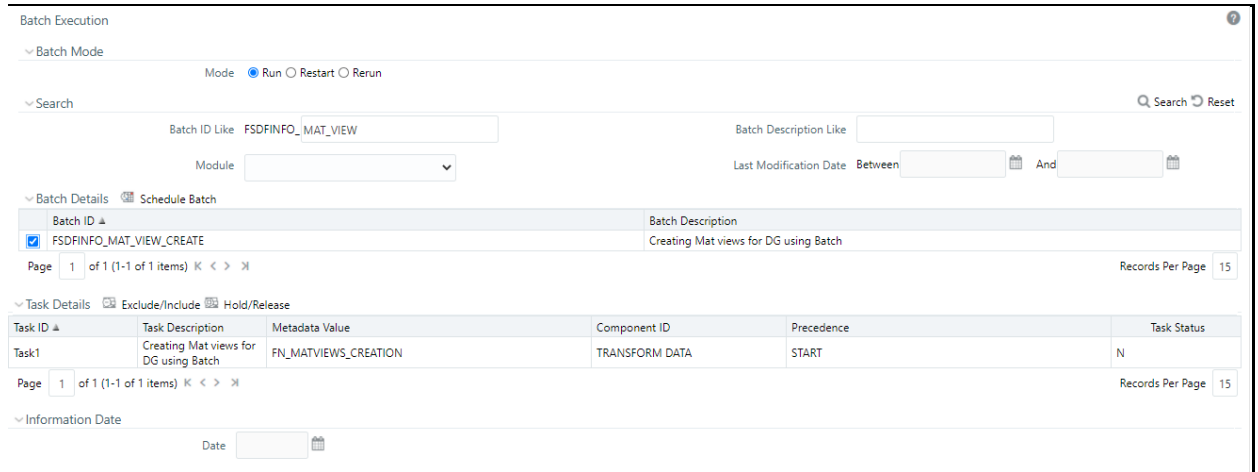 Batch Execution
Batch Mode
Mode Run Restart Rerun
Search Search Reset
Batch ID Like FSDFINFO_ MAT_VIEW Batch Description Like
Module Last Modification Date Between And
Batch Details Schedule Batch
Batch ID Batch Description
FSDFINFO_MAT_VIEW_CREATE Creating Mat views for DG using Batch
Page 1 of 1 (1-1 of 1 items) Records Per Page 15
Task Details Exclude/Include Hold/Release
Task ID Task Description Metadata Value Component ID Precedence Task Status
Task1 Creating Mat views for DG using Batch FN_MATVIEWS_CREATION TRANSFORM DATA START N
Page 1 of 1 (1-1 of 1 items) Records Per Page 15
Information Date
Date